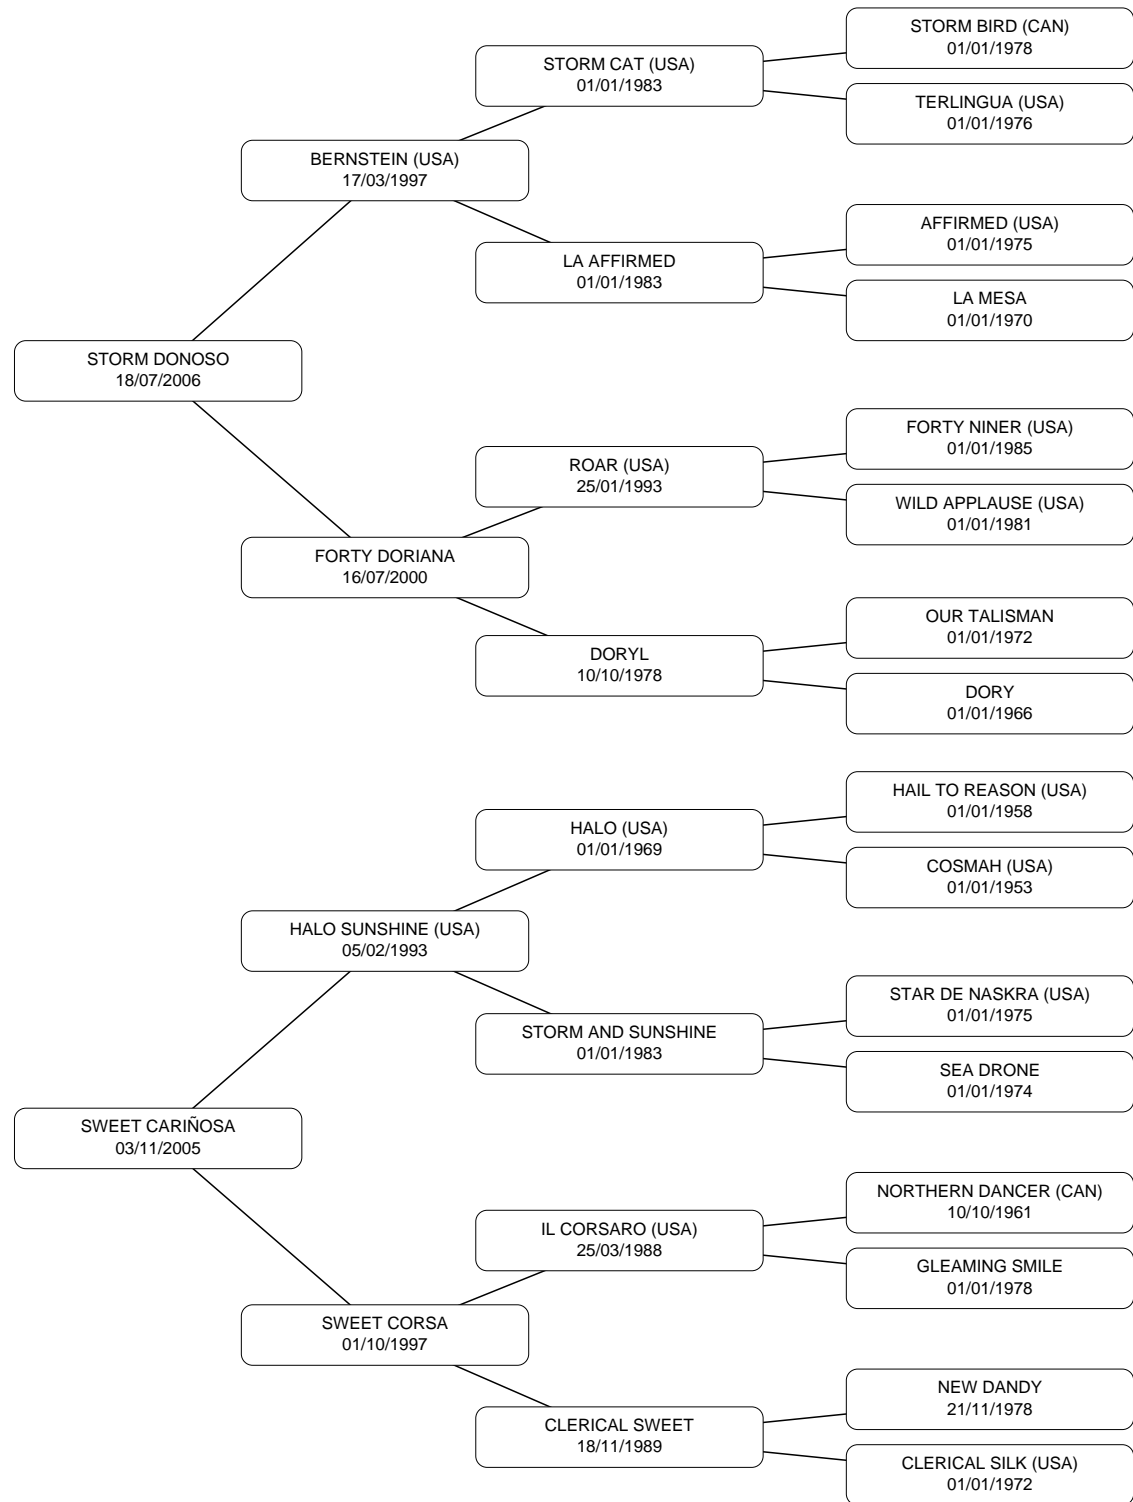 STORM BIRD (CAN)
01/01/1978
STORM CAT (USA)
01/01/1983
TERLINGUA (USA)
01/01/1976
BERNSTEIN (USA)
17/03/1997
AFFIRMED (USA)
01/01/1975
LA AFFIRMED
01/01/1983
LA MESA
01/01/1970
STORM DONOSO
18/07/2006
FORTY NINER (USA)
01/01/1985
ROAR (USA)
25/01/1993
WILD APPLAUSE (USA)
01/01/1981
FORTY DORIANA
16/07/2000
OUR TALISMAN
01/01/1972
DORYL
10/10/1978
DORY
01/01/1966
HAIL TO REASON (USA)
01/01/1958
HALO (USA)
01/01/1969
COSMAH (USA)
01/01/1953
HALO SUNSHINE (USA)
05/02/1993
STAR DE NASKRA (USA)
01/01/1975
STORM AND SUNSHINE
01/01/1983
SEA DRONE
01/01/1974
SWEET CARIÑOSA
03/11/2005
NORTHERN DANCER (CAN)
10/10/1961
IL CORSARO (USA)
25/03/1988
GLEAMING SMILE
01/01/1978
SWEET CORSA
01/10/1997
NEW DANDY
21/11/1978
CLERICAL SWEET
18/11/1989
CLERICAL SILK (USA)
01/01/1972